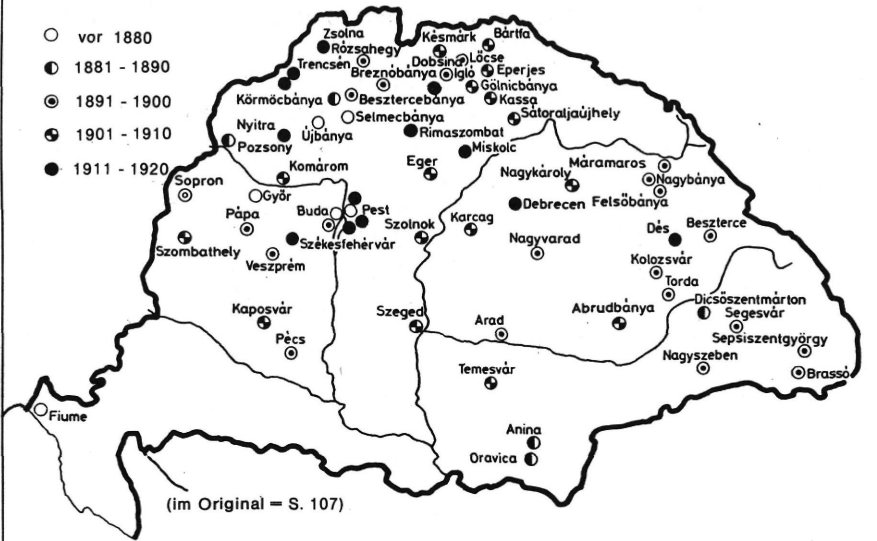 vor 1880
1881 - 1890
1891 - 1900
1901 - 1910
1911 - 1920
Zsolna
Rózsahegy
Trencsén
Késmárk
Bártfa
Dobsina
Lőcse
Igló
Eperjes
Breznóbánya
Gölnicbánya
Körmöcbánya
Besztercebánya
Kassa
Selmecbánya
Sátoraljaújhely
Újbánya
Nyitra
Pozsony
Rimaszombat
Miskolc
Komárom
Eger
Máramaros
Nagykároly
Nagybánya
Felsőbánya
Sopron
Győr
Buda
Pest
Debrecen
Pápa
Szolnok
Karcag
Dés
Beszterce
Szombathely
Székesfehérvár
Nagyvarad
Veszprém
Kolozsvár
Torda
Kaposvár
Szeged
Arad
Abrudbánya
Dicsöszentmárton
Segesvár
Sepsiszentgyörgy
Pècs
Nagyszeben
Brassó
Temesvár
Fiume
Anina
Oravica
(im Original = S. 107)